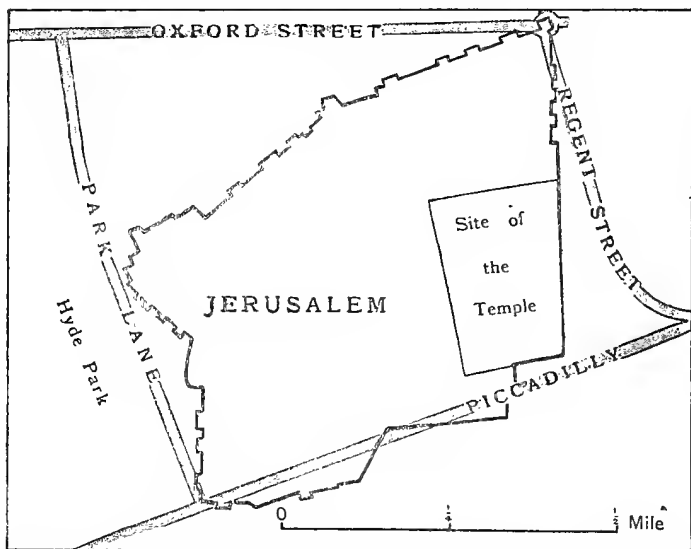 OXFORD STREET
REGENT STREET
PARK LANE
Hyde Park
JERUSALEM
Site of
the
Temple
PICCADILLY
0 ¼ ½ Mile